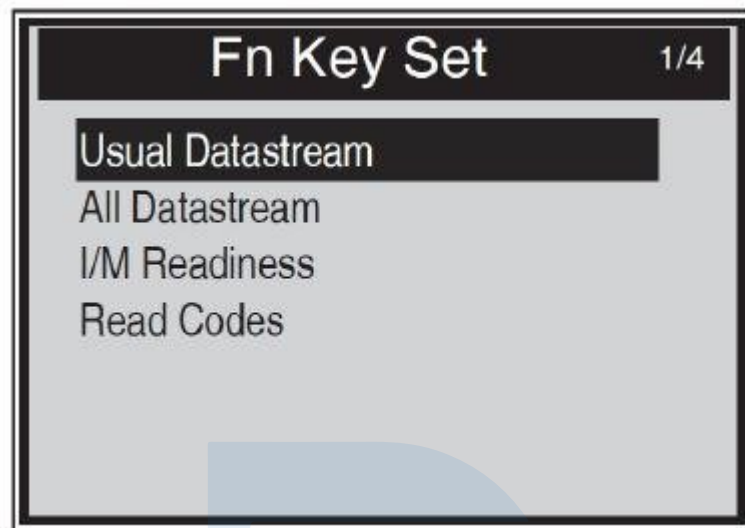 Fn Key Set 1/4
Usual Datastream
All Datastream
I/M Readiness
Read Codes